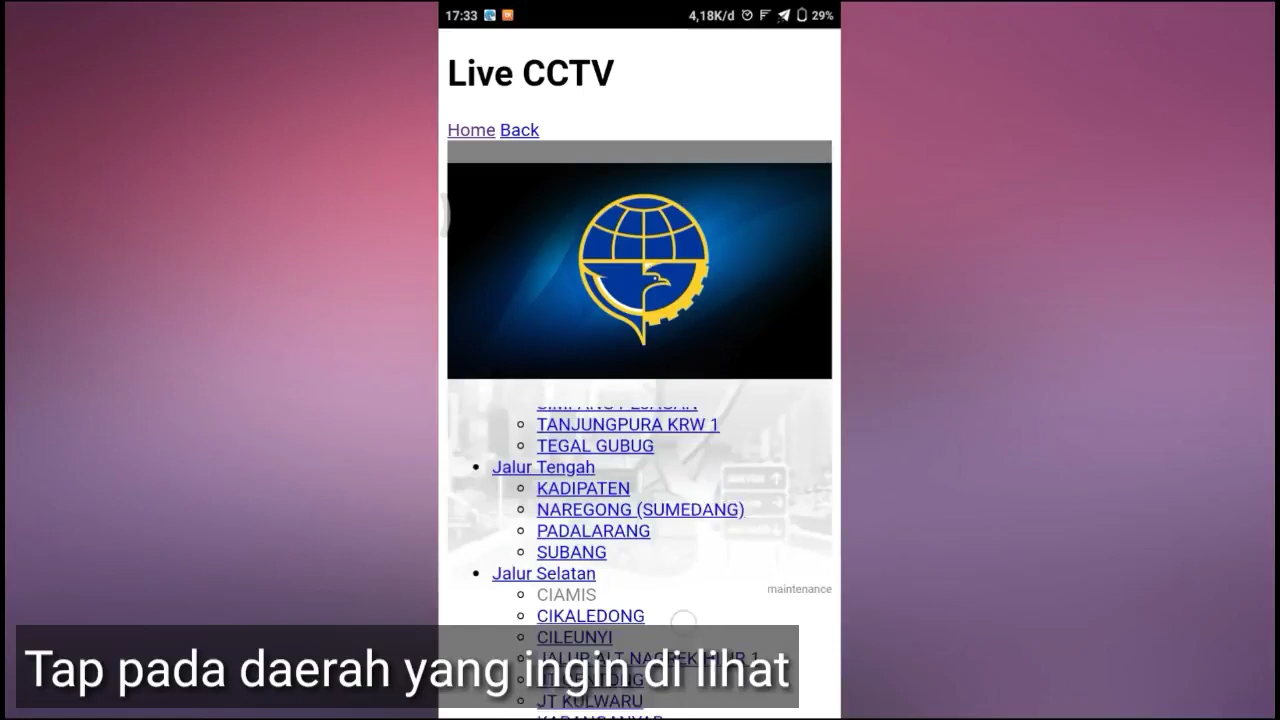 17:33
4,18K/d
29%
Live CCTV
Home Back
TANJUNGPURA KRW 1
TEGAL GUBUG
Jalur Tengah
KADIPATEN
NAREGONG (SUMEDANG)
PADALARANG
SUBANG
Jalur Selatan
CIAMIS
maintenance
CIKALEDONG
CILEUNYI
JT KULWARU
Tap pada daerah yang ingin di lihat